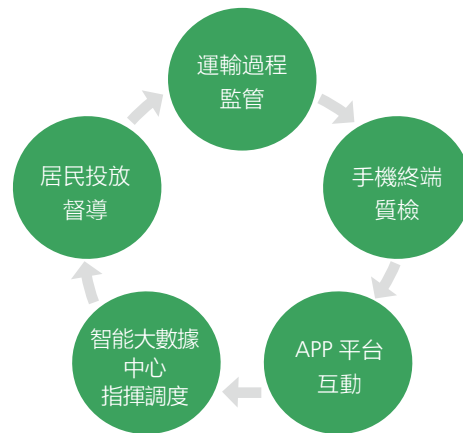 運輸過程
監管
手機終端
質檢
APP 平台
互動
智能大數據
中心
指揮調度
居民投放
督導